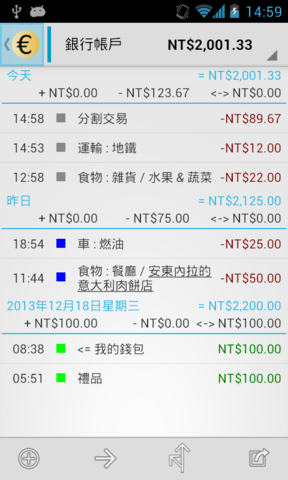 14:59
銀行帳戶 NT$2,001.33
今天 = NT$2,001.33
+ NT$0.00 - NT$123.67 <-> NT$0.00
14:58 分割交易 -NT$89.67
14:53 運輸 : 地鐵 -NT$12.00
12:58 食物 : 雜貨 / 水果 & 蔬菜 -NT$22.00
昨日 = NT$2,125.00
+ NT$0.00 - NT$75.00 <-> NT$0.00
18:54 車 : 燃油 -NT$25.00
11:44 食物 : 餐廳 / 安東內拉的 -NT$50.00
意大利肉餅店
2013年12月18日星期三 = NT$2,200.00
+ NT$100.00 - NT$0.00 <-> NT$100.00
08:38 <= 我的錢包 NT$100.00
05:51 禮品 NT$100.00